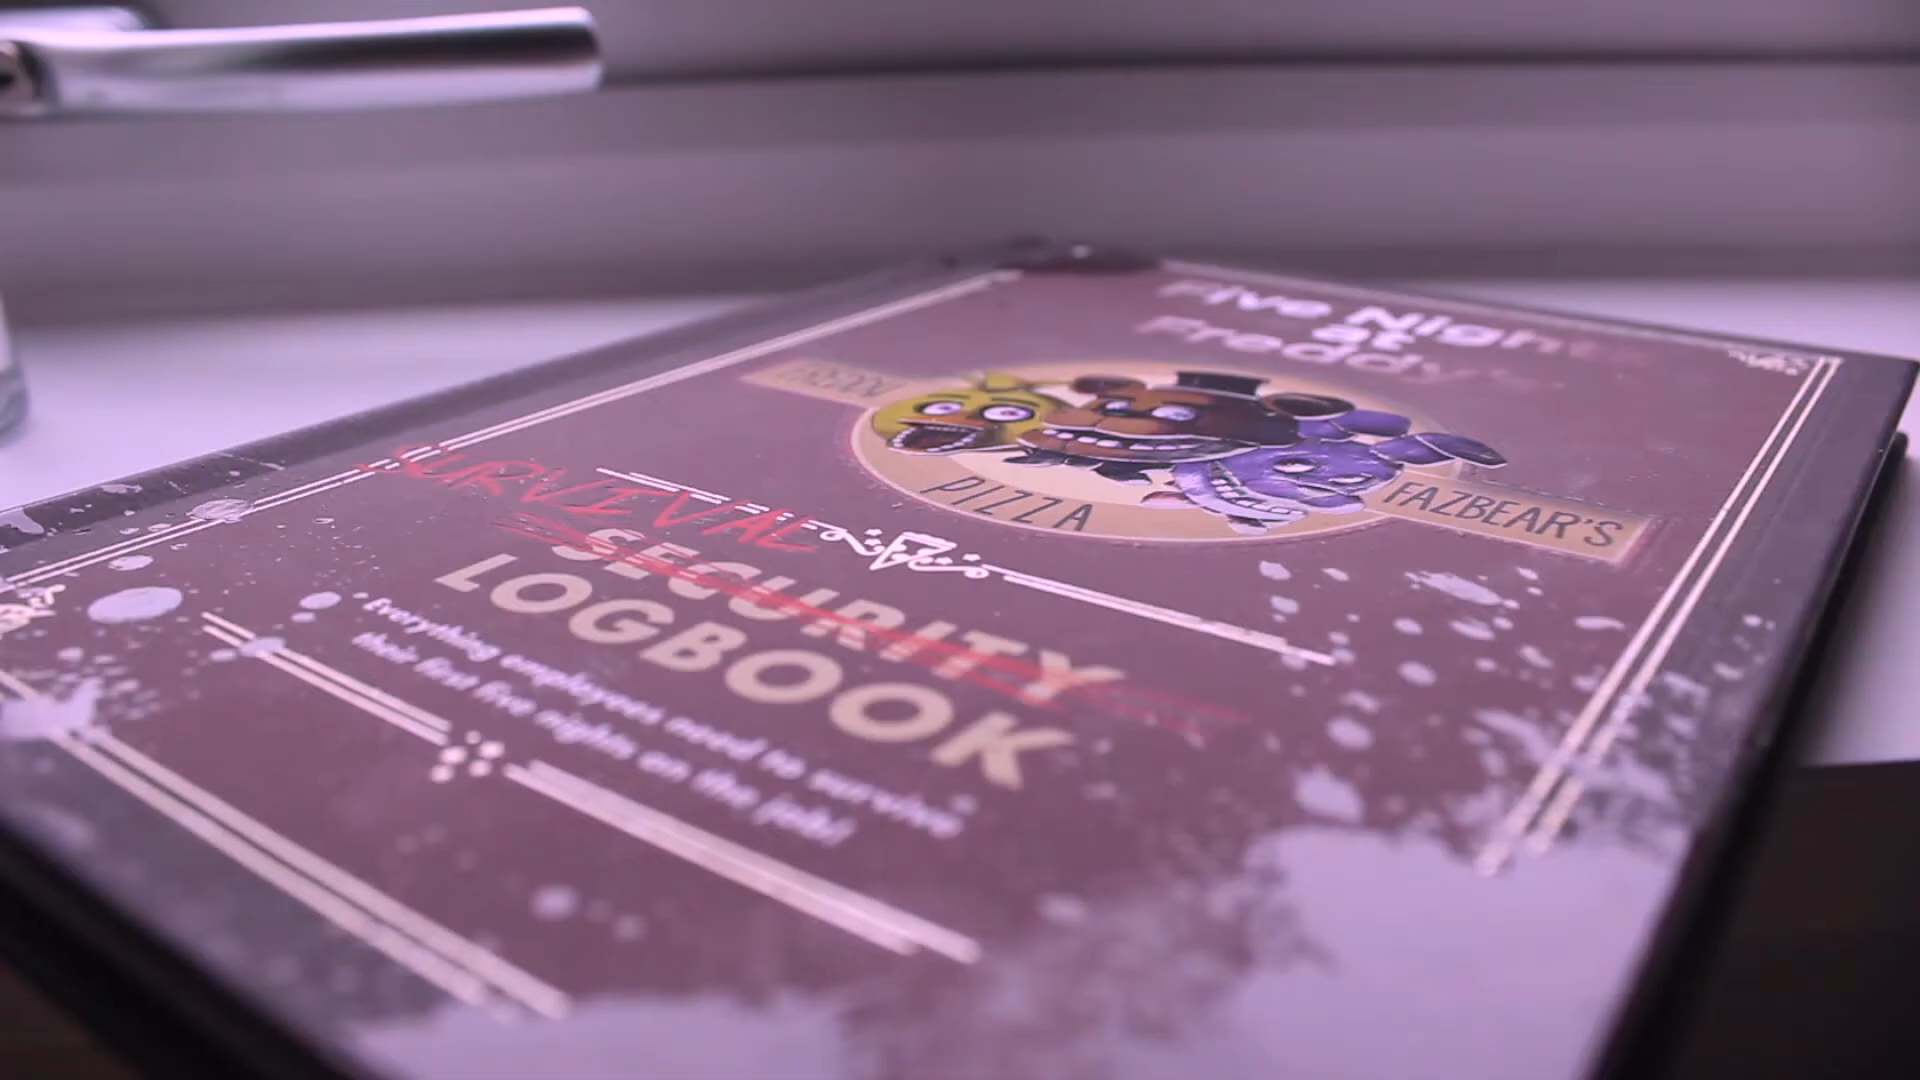 Five Nights
at
Freddy's
FREDDY FAZBEAR'S
PIZZA
SURVIVAL
SECURITY
LOGBOOK
Everything employees need to survive
their first five nights on the job!